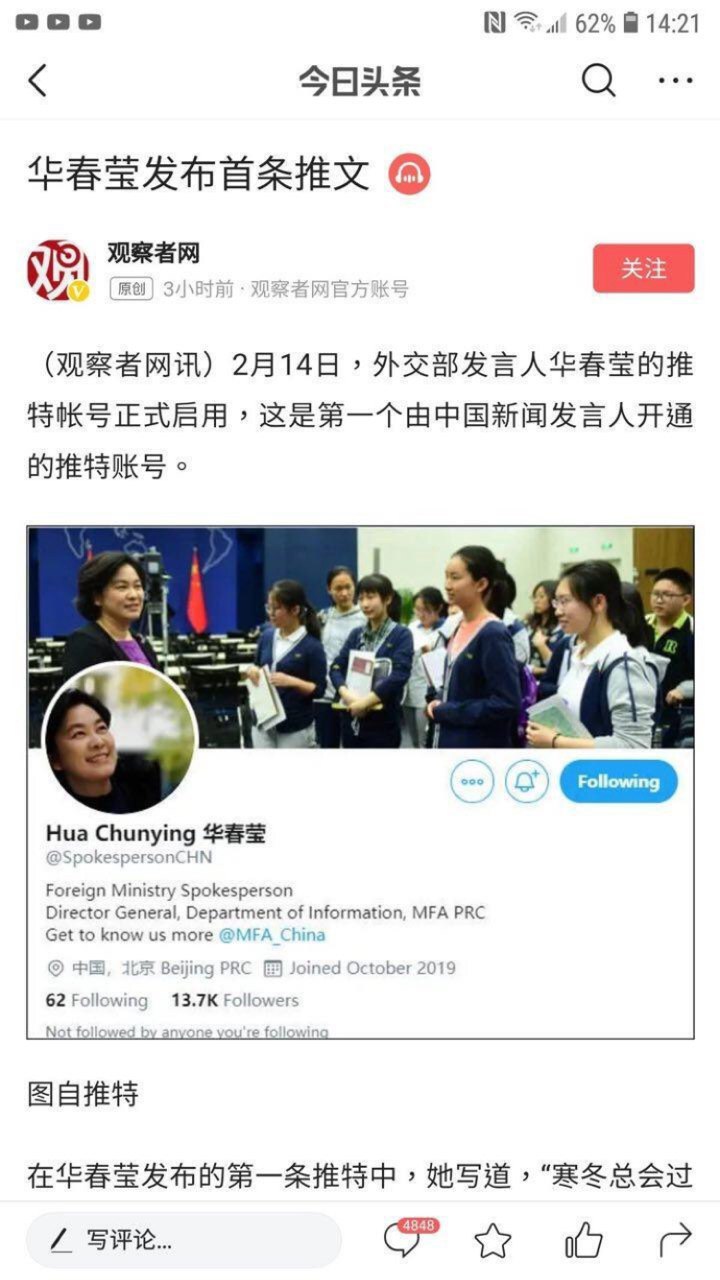 62% 14:21
今日头条
华春莹发布首条推文
观察者网
原创 3小时前 · 观察者网官方账号
关注
（观察者网讯）2月14日，外交部发言人华春莹的推
特帐号正式启用，这是第一个由中国新闻发言人开通
的推特账号。
Following
Hua Chunying 华春莹
@SpokespersonCHN
Foreign Ministry Spokesperson
Director General, Department of Information, MFA PRC
Get to know us more @MFA_China
中国，北京 Beijing PRC Joined October 2019
62 Following 13.7K Followers
Not followed by anyone you're following
图自推特
在华春莹发布的第一条推特中，她写道，“寒冬总会过
写评论...
4848